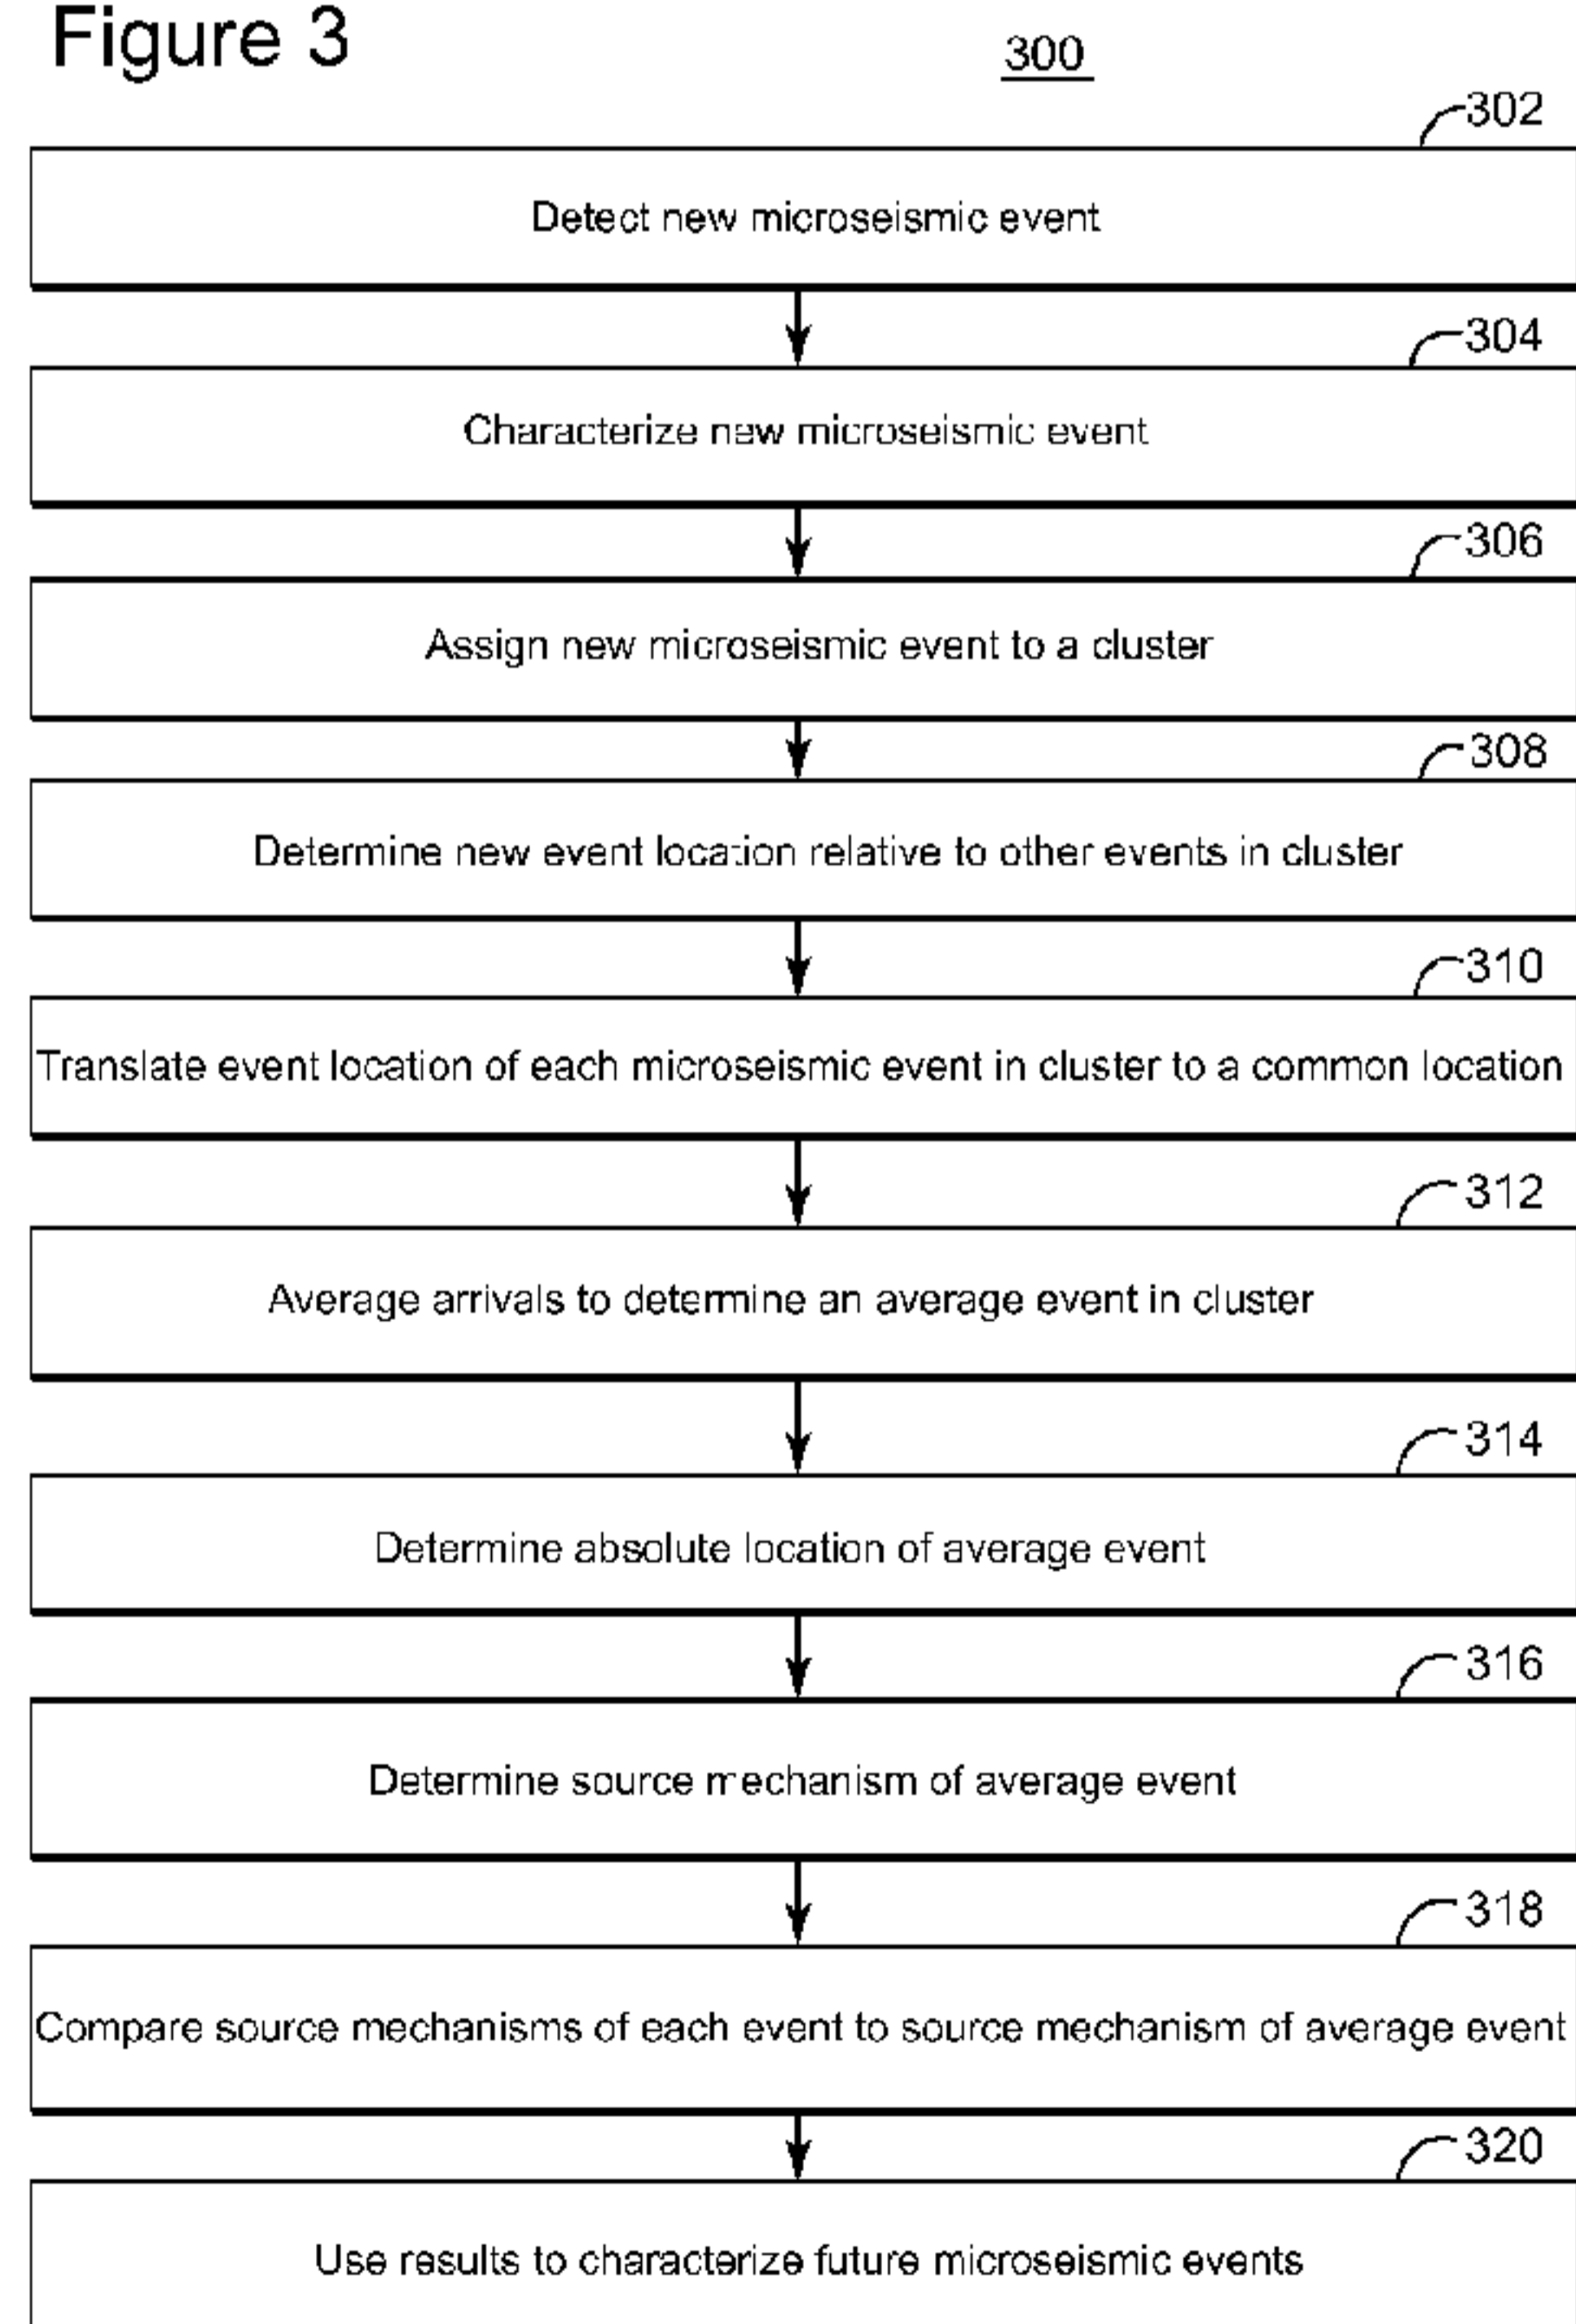 Figure 3
300
302
Detect new microseismic event
304
Characterize new microseismic event
306
Assign new microseismic event to a cluster
308
Determine new event location relative to other events in cluster
310
Translate event location of each microseismic event in cluster to a common location
312
Average arrivals to determine an average event in cluster
314
Determine absolute location of average event
316
Determine source mechanism of average event
318
Compare source mechanisms of each event to source mechanism of average event
320
Use results to characterize future microseismic events